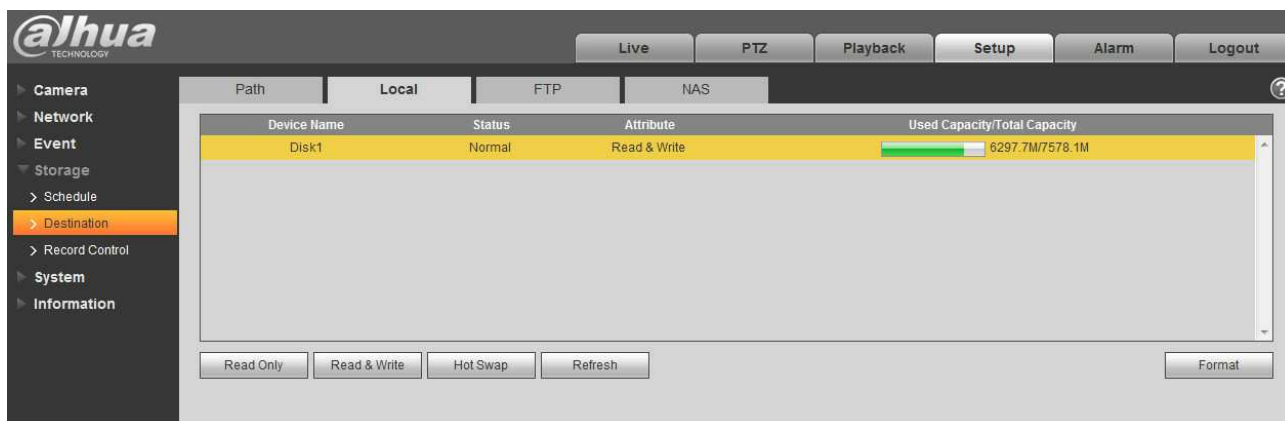 alhua
TECHNOLOGY
Live PTZ Playback Setup Alarm Logout
Camera
Network
Event
Storage
> Schedule
> Destination
> Record Control
System
Information
Path Local FTP NAS
?
Device Name Status Attribute Used Capacity/Total Capacity
Disk1 Normal Read & Write 6297.7M/7578.1M
Read Only Read & Write Hot Swap Refresh Format